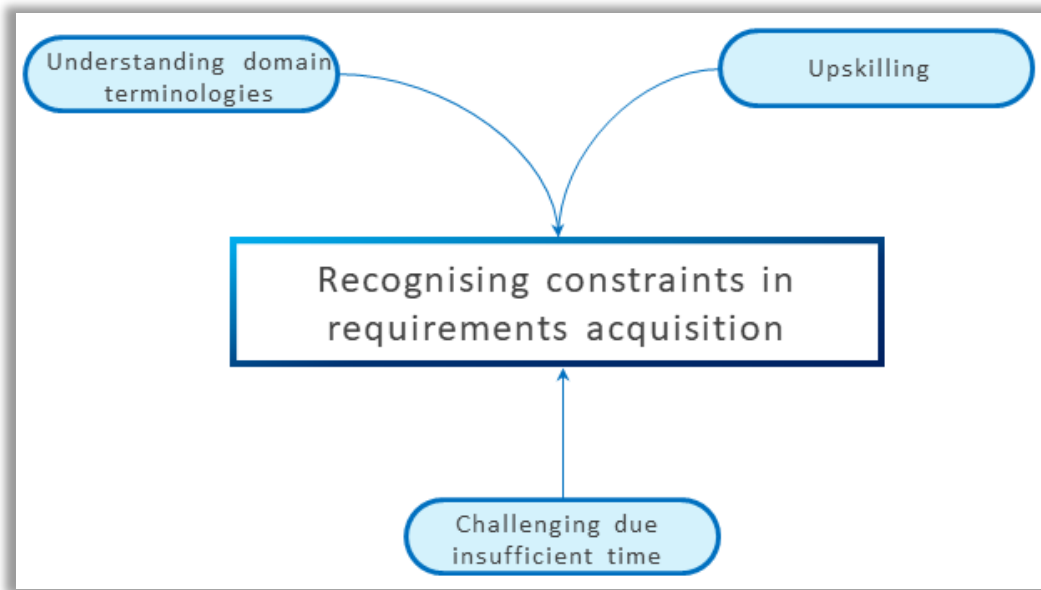 Understanding domain
terminologies
Upskilling
Recognising constraints in
requirements acquisition
Challenging due
insufficient time